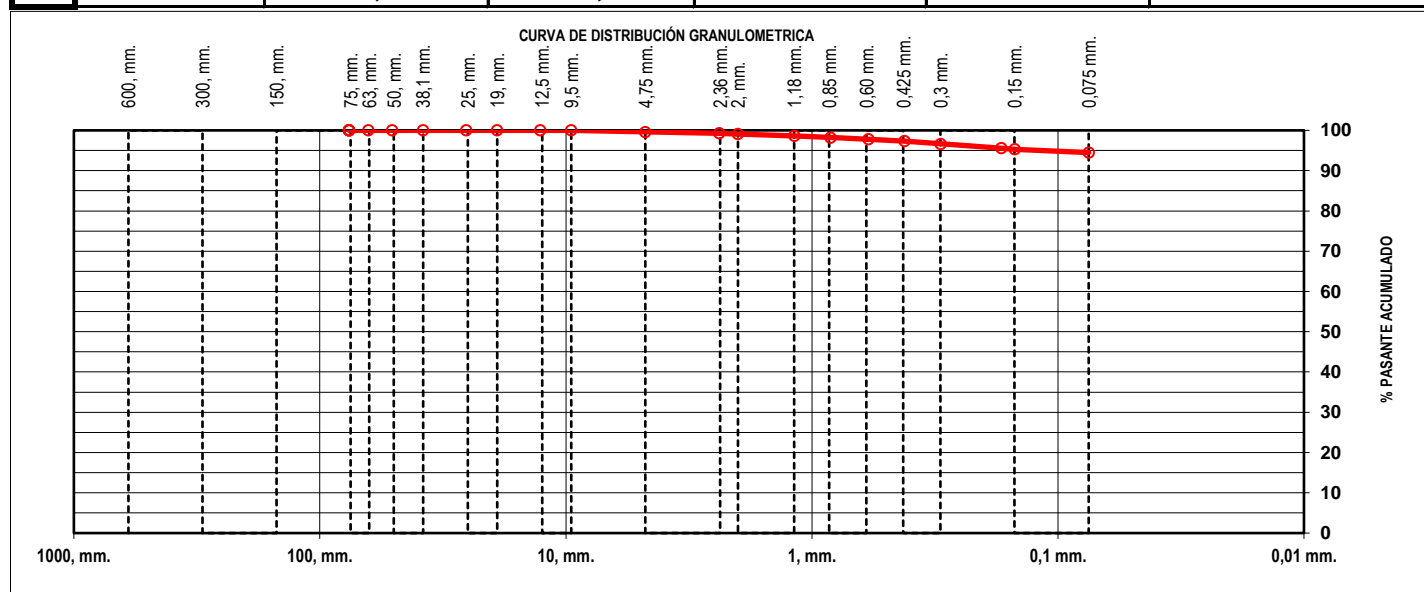 CURVA DE DISTRIBUCIÓN GRANULOMETRICA
600, mm.
300, mm.
150, mm.
75, mm.
63, mm.
50, mm.
38,1 mm.
25, mm.
19, mm.
12,5 mm.
9,5 mm.
4,75 mm.
2,36 mm.
2, mm.
1,18 mm.
0,85 mm.
0,60 mm.
0,425 mm.
0,3 mm.
0,15 mm.
0,075 mm.
100
90
80
70
60
50
40
30
20
10
0
% PASANTE ACUMULADO
1000, mm.
100, mm.
10, mm.
1, mm.
0,1 mm.
0,01 mm.